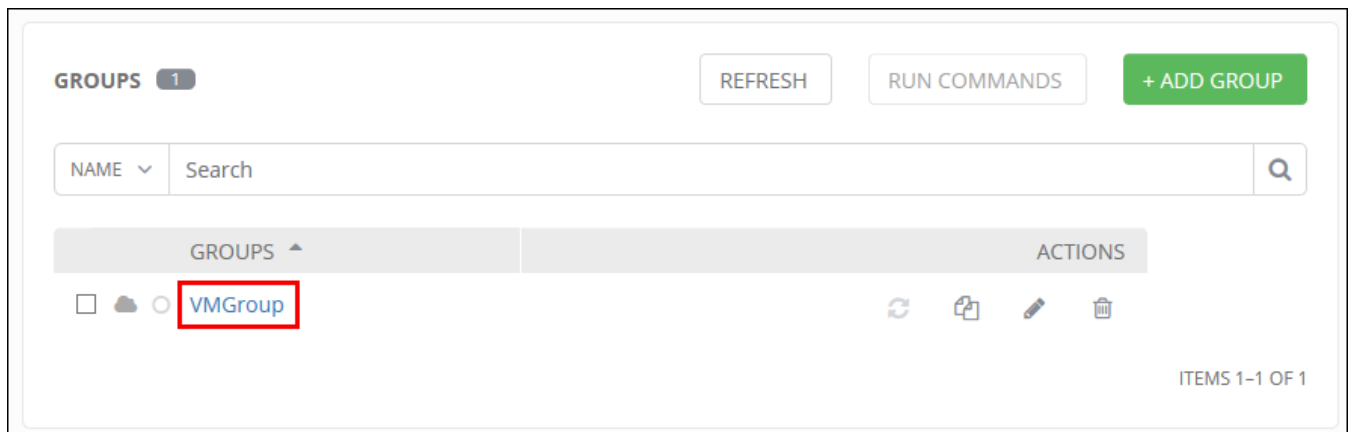 GROUPS 1 REFRESH RUN COMMANDS + ADD GROUP
NAME Search
GROUPS ACTIONS
VMGroup
ITEMS 1–1 OF 1